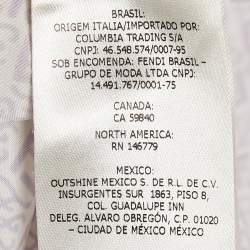 BRASIL:
ORIGEM ITALIA/IMPORTADO POR
COLUMBIA TRADING S/A
CNPJ: 46.548.574/0007-95
SOB ENCOMENDA: FENDI BRASIL -
GRUPO DE MODA LTDA CNPJ:
14.491.767/0001-75
CANADA:
CA 59840
NORTH AMERICA:
RN 146779
MEXICO:
OUTSHINE MEXICO S. DE R.L. DE C.V.
INSURGENTES SUR 1863, PISO 8,
COL. GUADALUPE INN
DELEG. ALVARO OBREGÓN, C.P. 01020
- CIUDAD DE MÉXICO MÉXICO